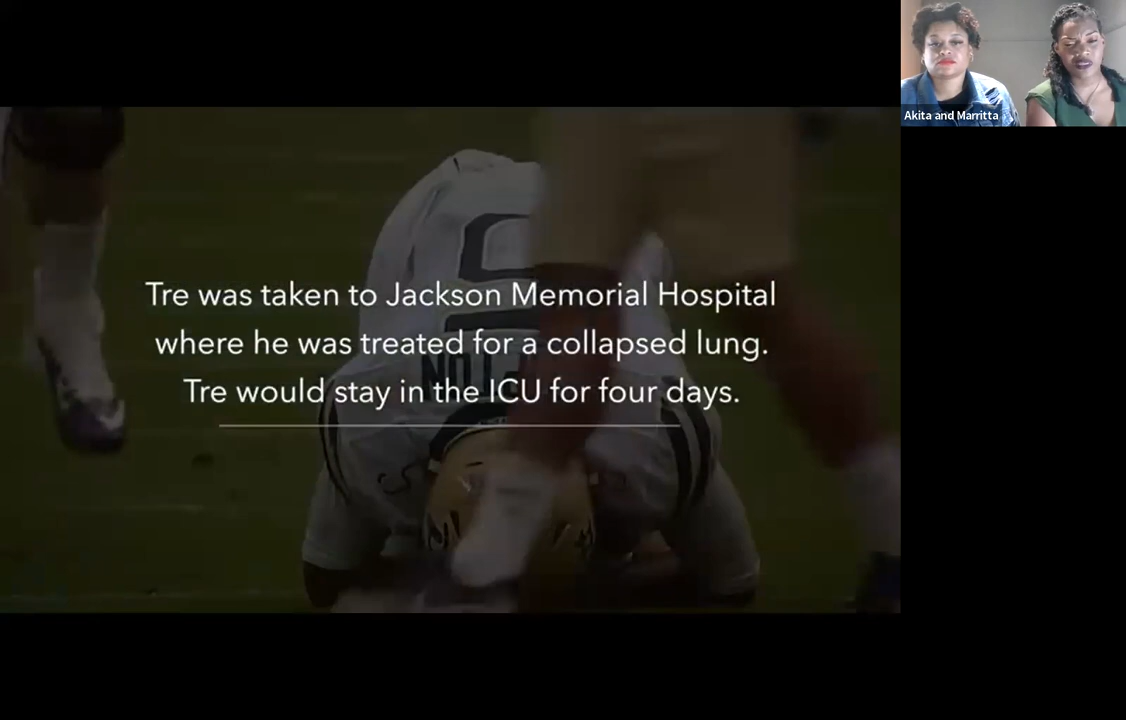 Akita and Marritta
Tre was taken to Jackson Memorial Hospital
where he was treated for a collapsed lung.
Tre would stay in the ICU for four days.